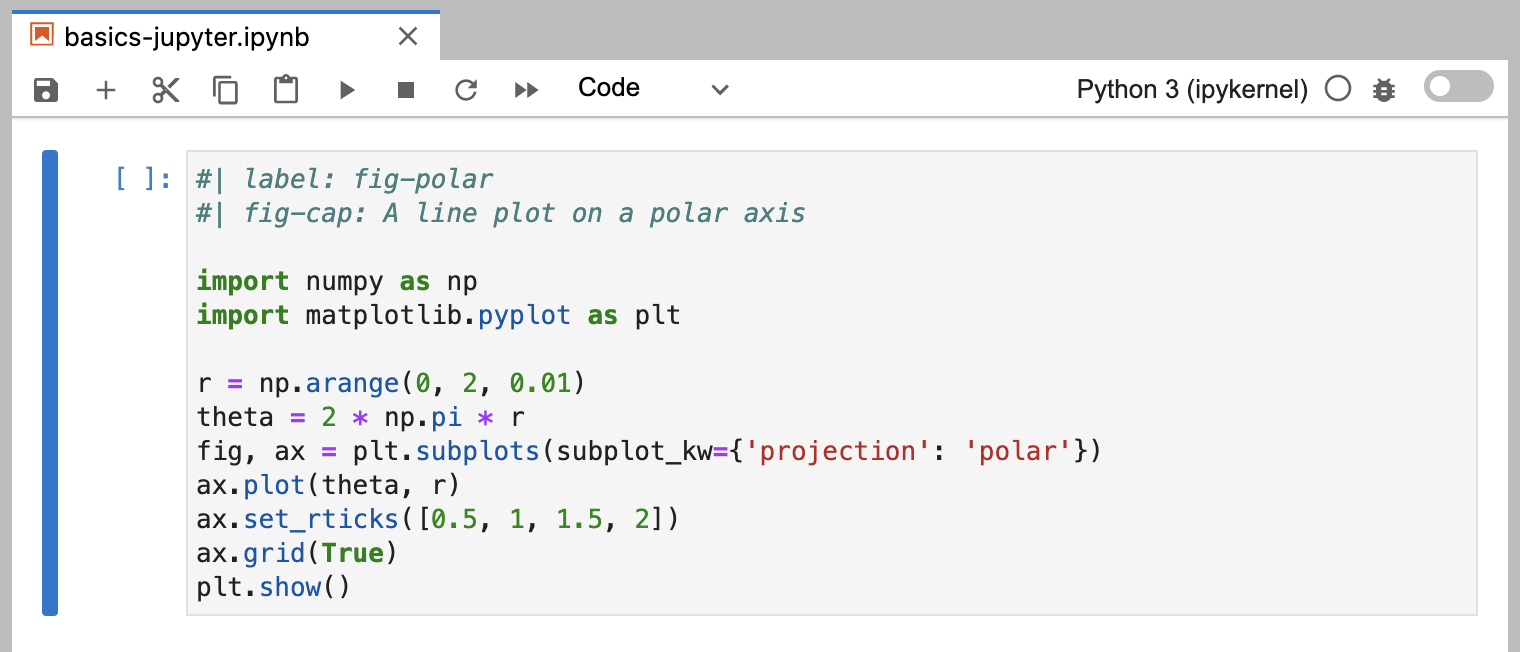 basics-jupyter.ipynb
Code
Python 3 (ipykernel)
[ ]:
#| label: fig-polar
#| fig-cap: A line plot on a polar axis
import numpy as np
import matplotlib.pyplot as plt
r = np.arange(0, 2, 0.01)
theta = 2 * np.pi * r
fig, ax = plt.subplots(subplot_kw={'projection': 'polar'})
ax.plot(theta, r)
ax.set_rticks([0.5, 1, 1.5, 2])
ax.grid(True)
plt.show()